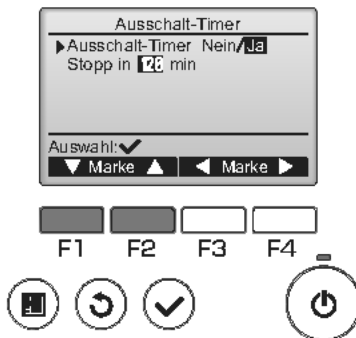 Ausschalt-Timer
Ausschalt-Timer Nein/Ja
Stopp in 120 min
Auswahl:✔
▼ Marke ▲ ◀ Marke ▶
F1 F2 F3 F4